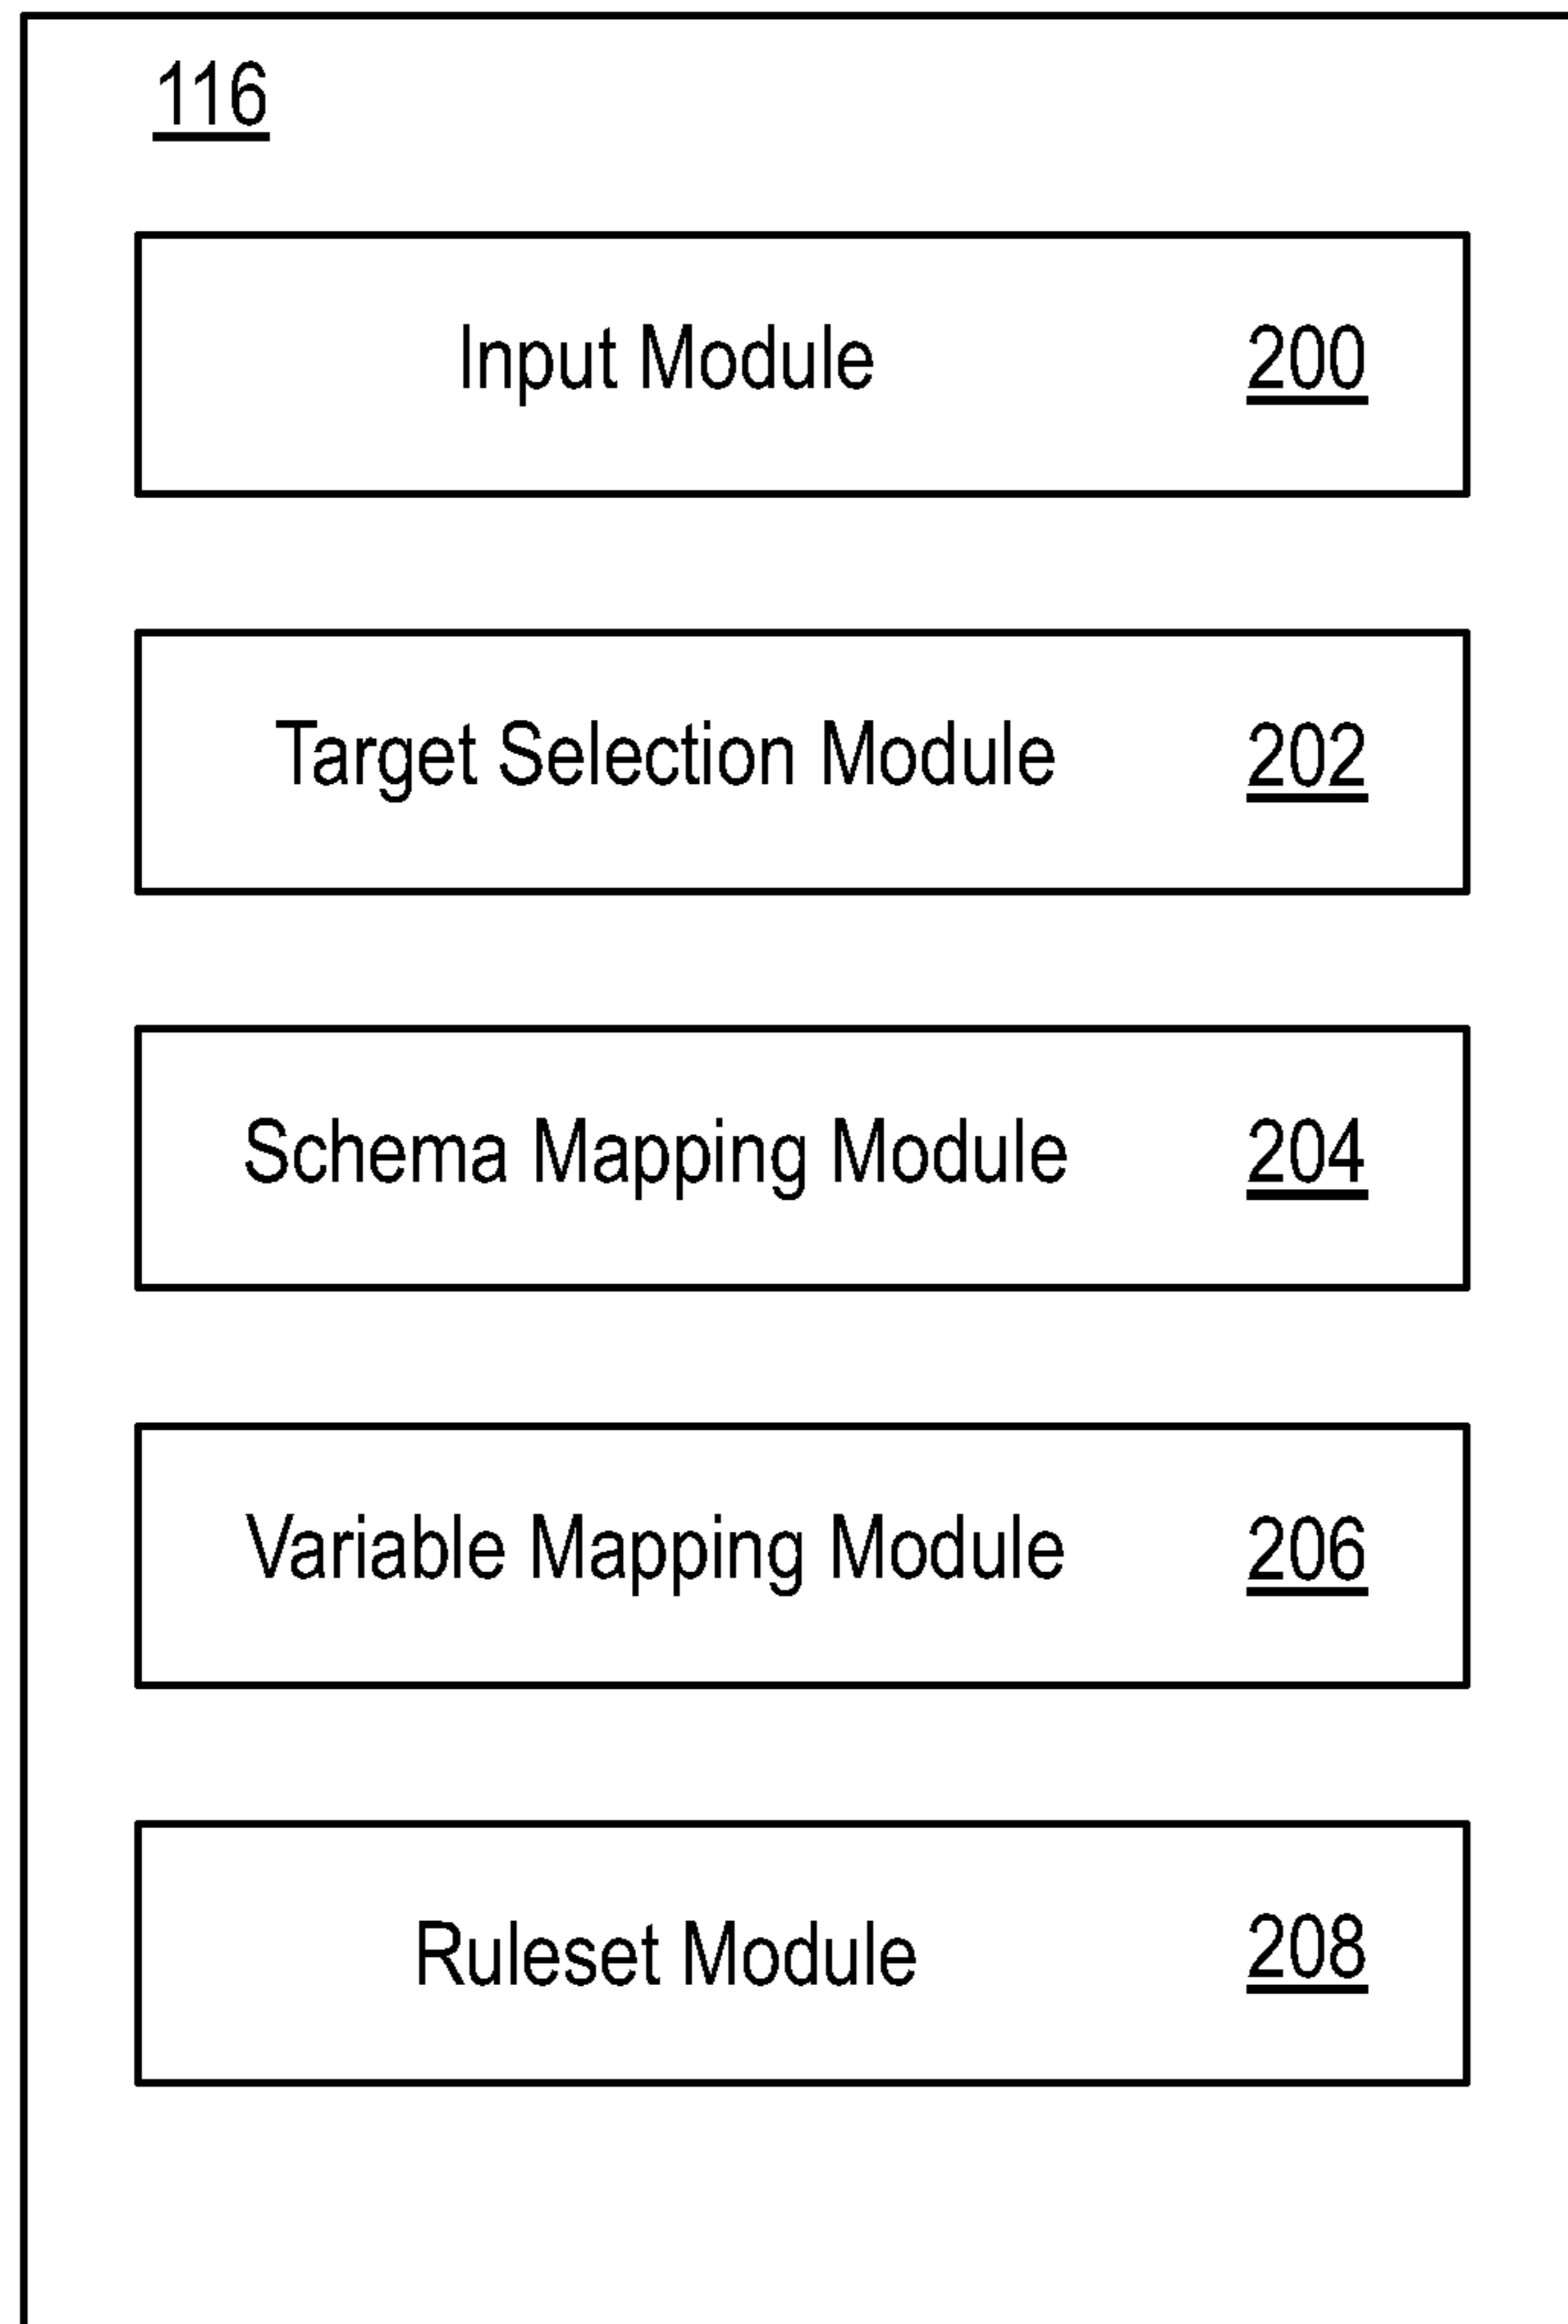 116
Input Module 200
Target Selection Module 202
Schema Mapping Module 204
Variable Mapping Module 206
Ruleset Module 208